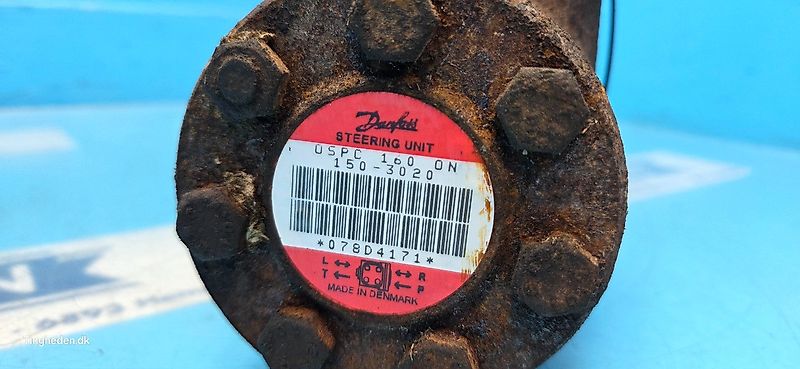 Danfoss
STEERING UNIT
OSPC 160 ON
150-3020
*078D4171*
L R
T P
MADE IN DENMARK